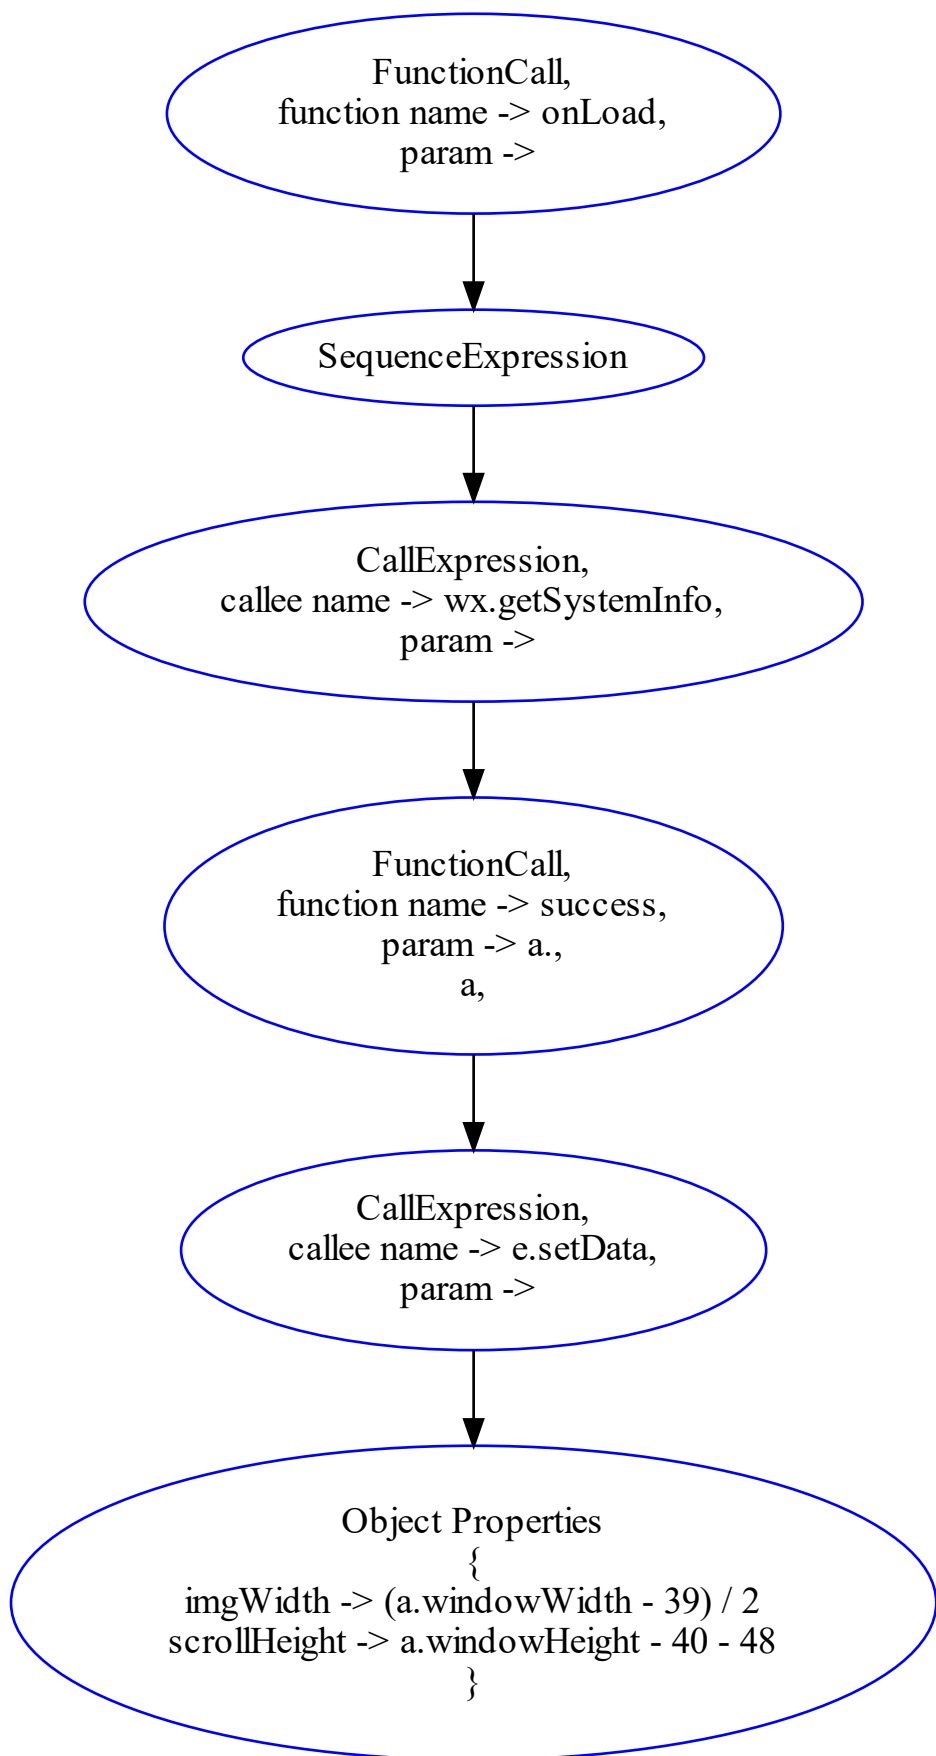 FunctionCall,
function name -> onLoad,
param ->
SequenceExpression
CallExpression,
callee name -> wx.getSystemInfo,
param ->
FunctionCall,
function name -> success,
param -> a.,
a,
CallExpression,
callee name -> e.setData,
param ->
Object Properties
{
imgWidth -> (a.windowWidth - 39) / 2
scrollHeight -> a.windowHeight - 40 - 48
}